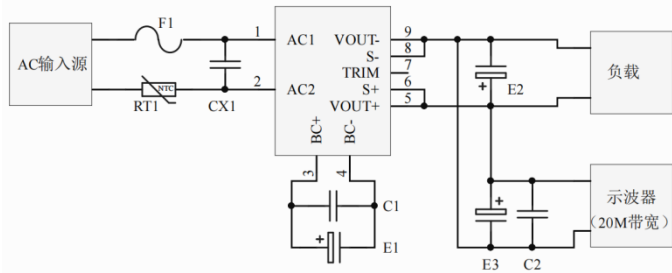 F1
AC输入源
NTC
RT1
CX1
1
2
AC1
AC2
VOUT-
S-
TRIM
S+
VOUT+
BC+
BC-
9
8
7
6
5
3
4
C1
+
E1
+
E2
负载
+
E3
C2
示波器
（20M带宽）